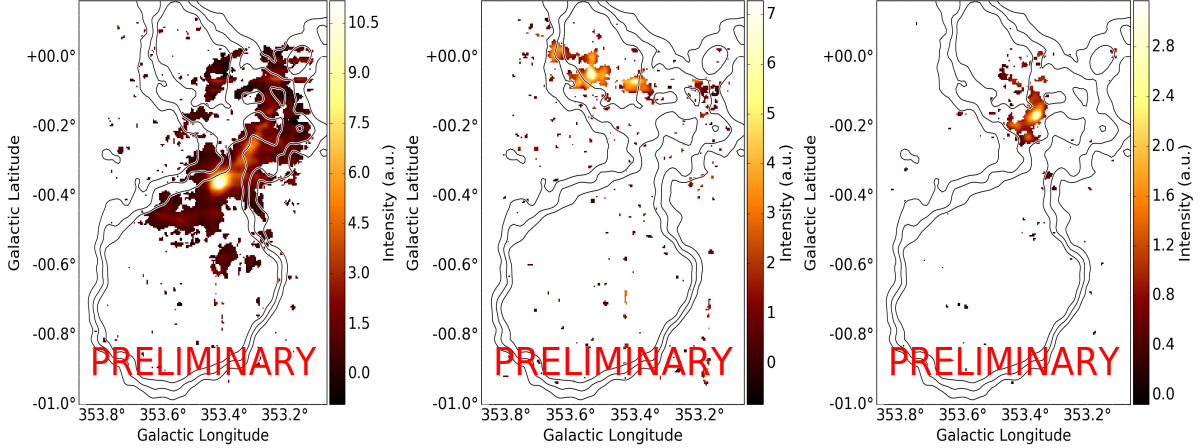 +00.0°
-00.2°
-00.4°
-00.6°
-00.8°
-01.0°
Galactic Latitude
353.8° 353.6° 353.4° 353.2°
Galactic Longitude
PRELIMINARY
10.5
9.0
7.5
6.0
4.5
3.0
1.5
0.0
Intensity (a.u.)
+00.0°
-00.2°
-00.4°
-00.6°
-00.8°
-01.0°
Galactic Latitude
353.8° 353.6° 353.4° 353.2°
Galactic Longitude
PRELIMINARY
7
6
5
4
3
2
1
0
Intensity (a.u.)
+00.0°
-00.2°
-00.4°
-00.6°
-00.8°
-01.0°
Galactic Latitude
353.8° 353.6° 353.4° 353.2°
Galactic Longitude
PRELIMINARY
2.8
2.4
2.0
1.6
1.2
0.8
0.4
0.0
Intensity (a.u.)